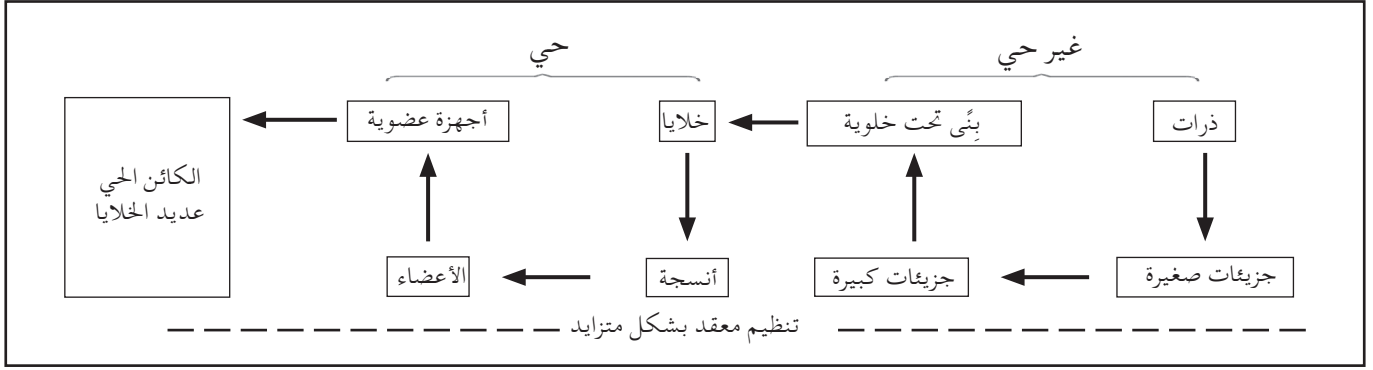 غير حي
حي
ذرات
بِنًى تحت خلوية
خلايا
أجهزة عضوية
الكائن الحي
عديد الخلايا
جزيئات صغيرة
جزيئات كبيرة
أنسجة
الأعضاء
تنظيم معقد بشكل متزايد